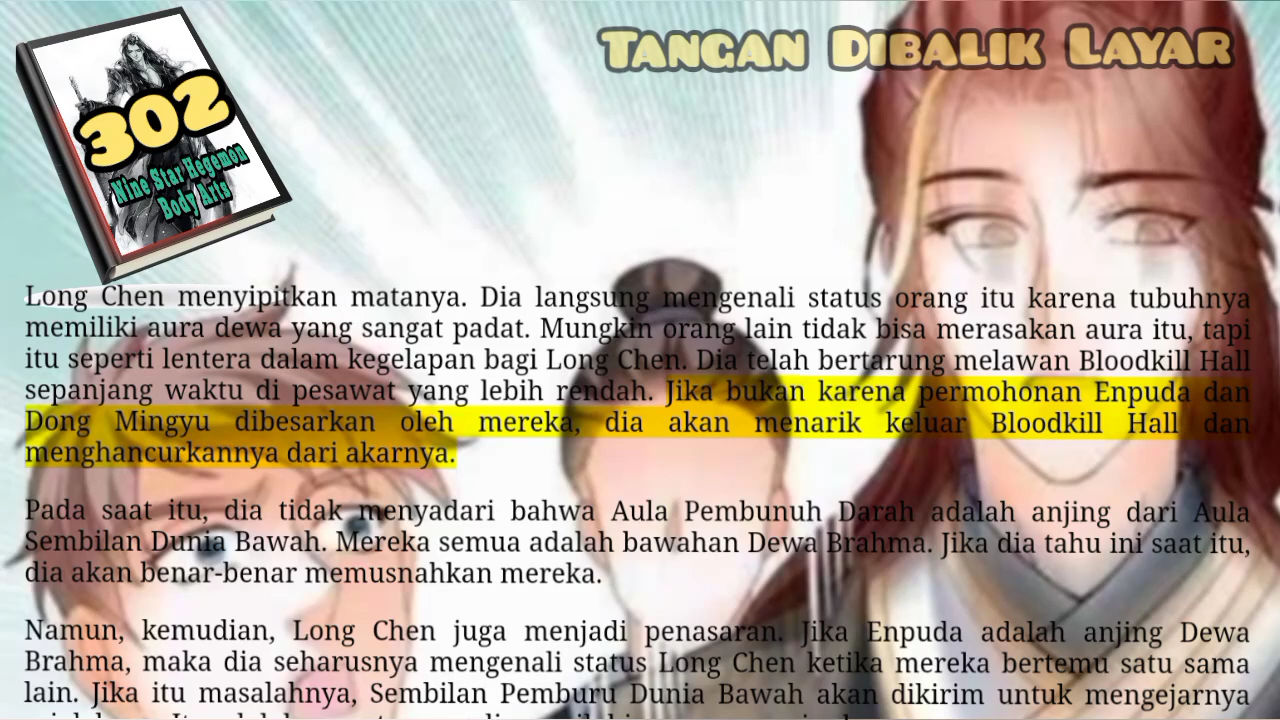 Tangan Dibalik Layar
302
Nine Star Hegemon
Body Arts
Long Chen menyipitkan matanya. Dia langsung mengenali status orang itu karena tubuhnya
memiliki aura dewa yang sangat padat. Mungkin orang lain tidak bisa merasakan aura itu, tapi
itu seperti lentera dalam kegelapan bagi Long Chen. Dia telah bertarung melawan Bloodkill Hall
sepanjang waktu di pesawat yang lebih rendah. Jika bukan karena permohonan Enpuda dan
Dong Mingyu dibesarkan oleh mereka, dia akan menarik keluar Bloodkill Hall dan
menghancurkannya dari akarnya.
Pada saat itu, dia tidak menyadari bahwa Aula Pembunuh Darah adalah anjing dari Aula
Sembilan Dunia Bawah. Mereka semua adalah bawahan Dewa Brahma. Jika dia tahu ini saat itu,
dia akan benar-benar memusnahkan mereka.
Namun, kemudian, Long Chen juga menjadi penasaran. Jika Enpuda adalah anjing Dewa
Brahma, maka dia seharusnya mengenali status Long Chen ketika mereka bertemu satu sama
lain. Jika itu masalahnya, Sembilan Pemburu Dunia Bawah akan dikirim untuk mengejarnya